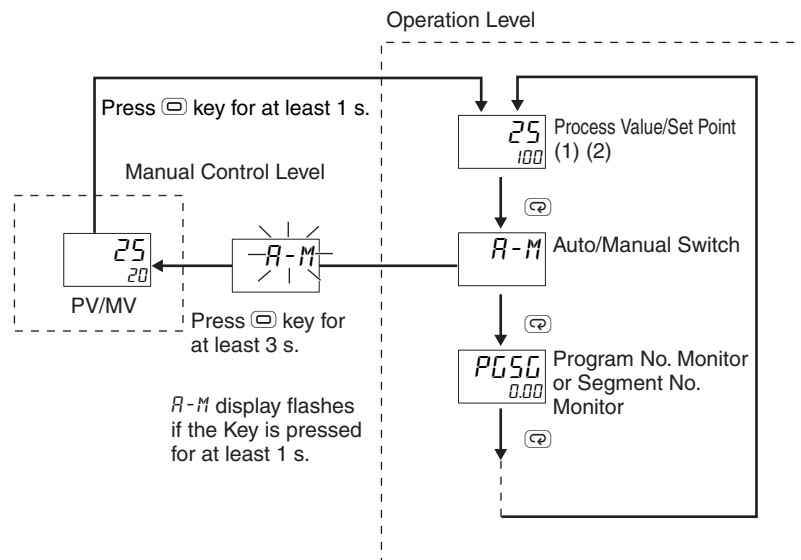 Operation Level
Press key for at least 1 s.
25
100
Process Value/Set Point
(1) (2)
Manual Control Level
25
20
PV/MV
A-M
A-M
Auto/Manual Switch
Press key for
at least 3 s.
PGSG
0.00
Program No. Monitor
or Segment No.
Monitor
A-M display flashes
if the Key is pressed
for at least 1 s.